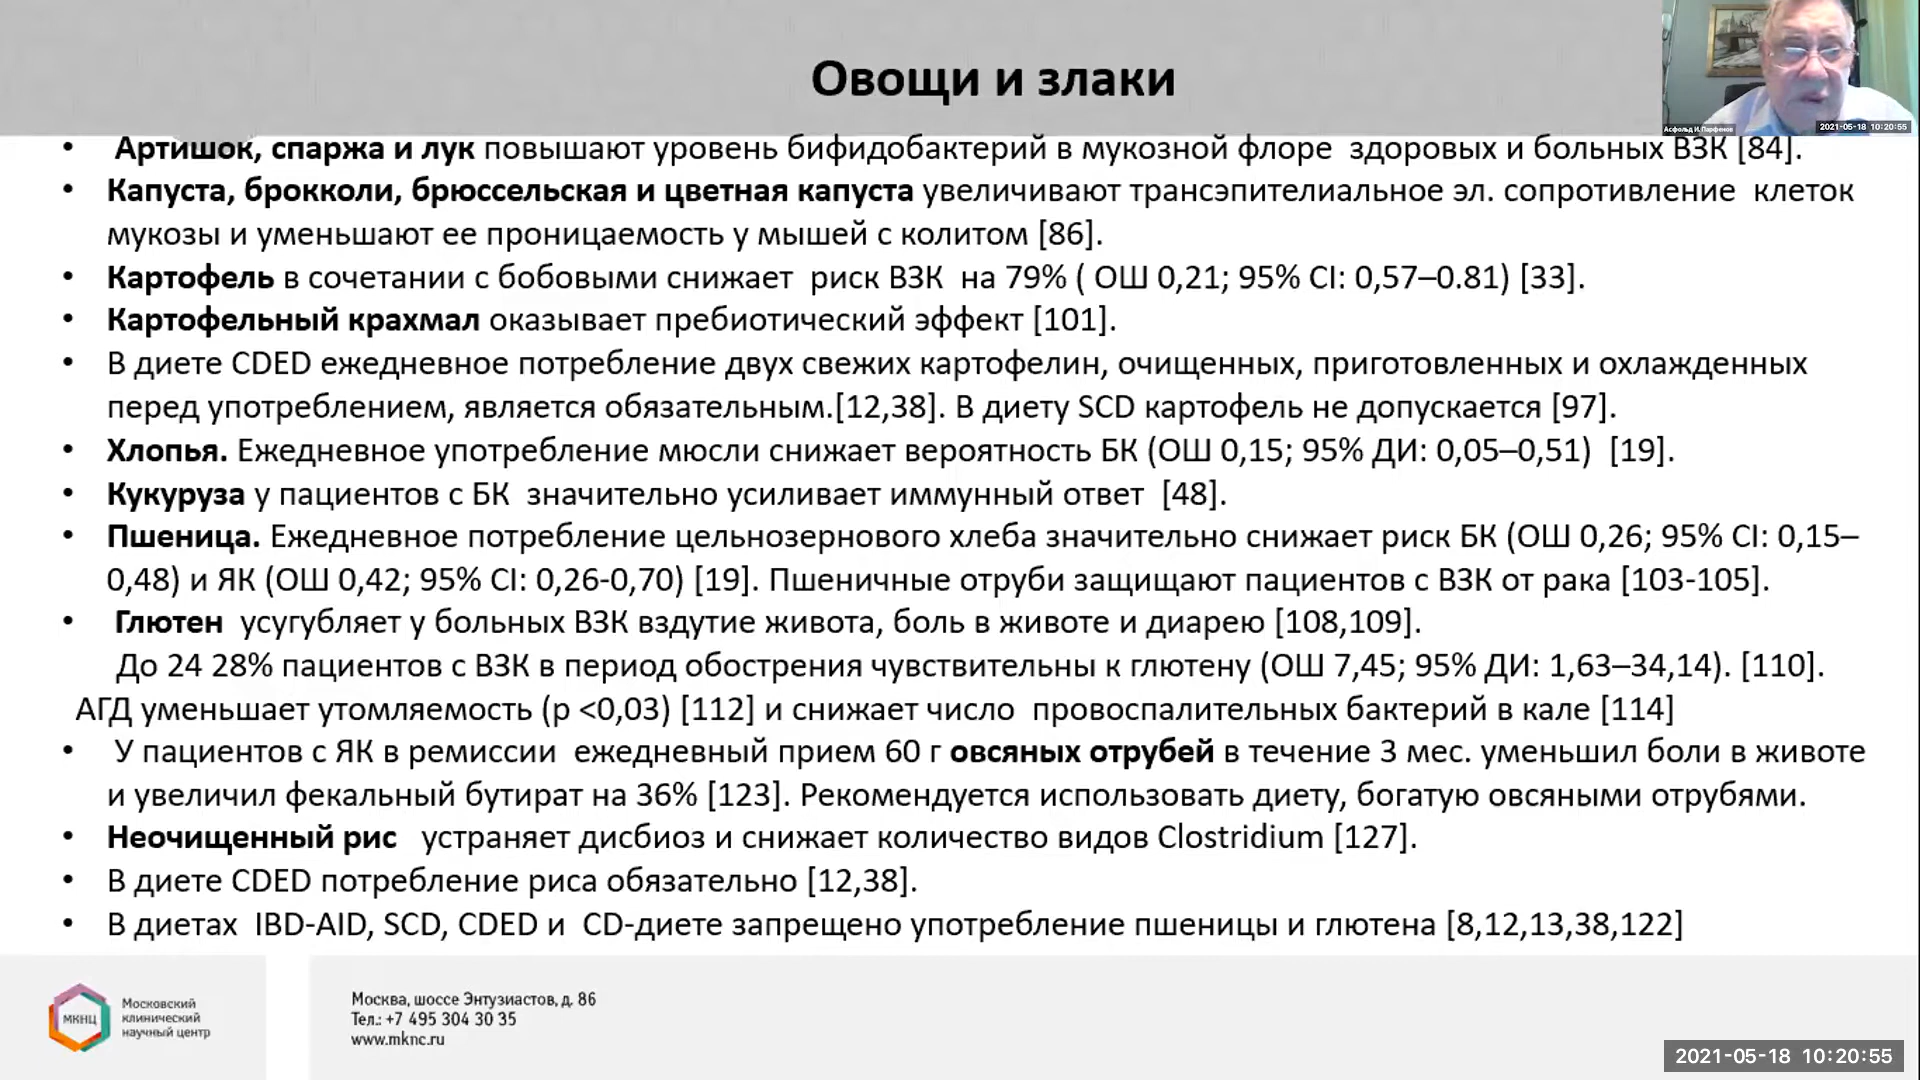 Овощи и злаки
Асфольд И. Парфенов
2021-05-18 10:20:55
• Артишок, спаржа и лук повышают уровень бифидобактерий в мукозной флоре здоровых и больных ВЗК [84].
• Капуста, брокколи, брюссельская и цветная капуста увеличивают трансэпителиальное эл. сопротивление клеток
мукозы и уменьшают ее проницаемость у мышей с колитом [86].
• Картофель в сочетании с бобовыми снижает риск ВЗК на 79% ( ОШ 0,21; 95% CI: 0,57–0.81) [33].
• Картофельный крахмал оказывает пребиотический эффект [101].
• В диете CDED ежедневное потребление двух свежих картофелин, очищенных, приготовленных и охлажденных
перед употреблением, является обязательным.[12,38]. В диету SCD картофель не допускается [97].
• Хлопья. Ежедневное употребление мюсли снижает вероятность БК (ОШ 0,15; 95% ДИ: 0,05–0,51) [19].
• Кукуруза у пациентов с БК значительно усиливает иммунный ответ [48].
• Пшеница. Ежедневное потребление цельнозернового хлеба значительно снижает риск БК (ОШ 0,26; 95% CI: 0,15–
0,48) и ЯК (ОШ 0,42; 95% CI: 0,26-0,70) [19]. Пшеничные отруби защищают пациентов с ВЗК от рака [103-105].
• Глютен усугубляет у больных ВЗК вздутие живота, боль в животе и диарею [108,109].
До 24 28% пациентов с ВЗК в период обострения чувствительны к глютену (ОШ 7,45; 95% ДИ: 1,63–34,14). [110].
АГД уменьшает утомляемость (p <0,03) [112] и снижает число провоспалительных бактерий в кале [114]
• У пациентов с ЯК в ремиссии ежедневный прием 60 г овсяных отрубей в течение 3 мес. уменьшил боли в животе
и увеличил фекальный бутират на 36% [123]. Рекомендуется использовать диету, богатую овсяными отрубями.
• Неочищенный рис устраняет дисбиоз и снижает количество видов Clostridium [127].
• В диете CDED потребление риса обязательно [12,38].
• В диетах IBD-AID, SCD, CDED и CD-диете запрещено употребление пшеницы и глютена [8,12,13,38,122]
МКНЦ
Московский
клинический
научный центр
Москва, шоссе Энтузиастов, д. 86
Тел.: +7 495 304 30 35
www.mknc.ru
2021-05-18 10:20:55